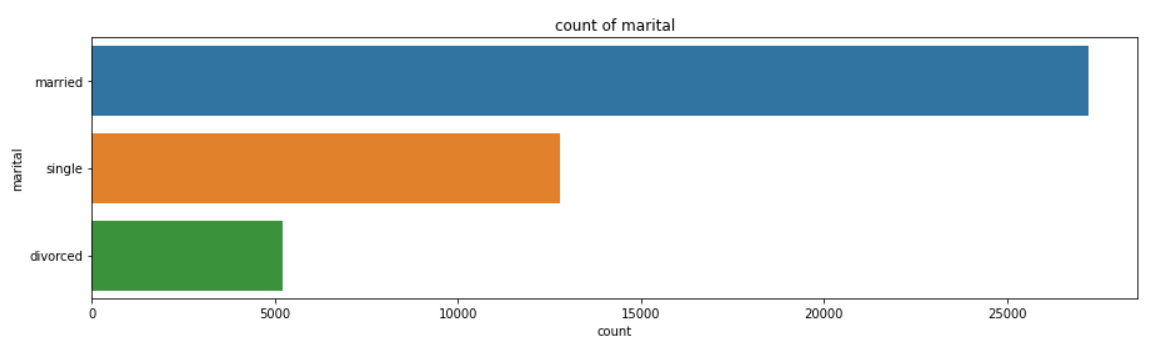 count of marital
marital
married
single
divorced
0 5000 10000 15000 20000 25000
count